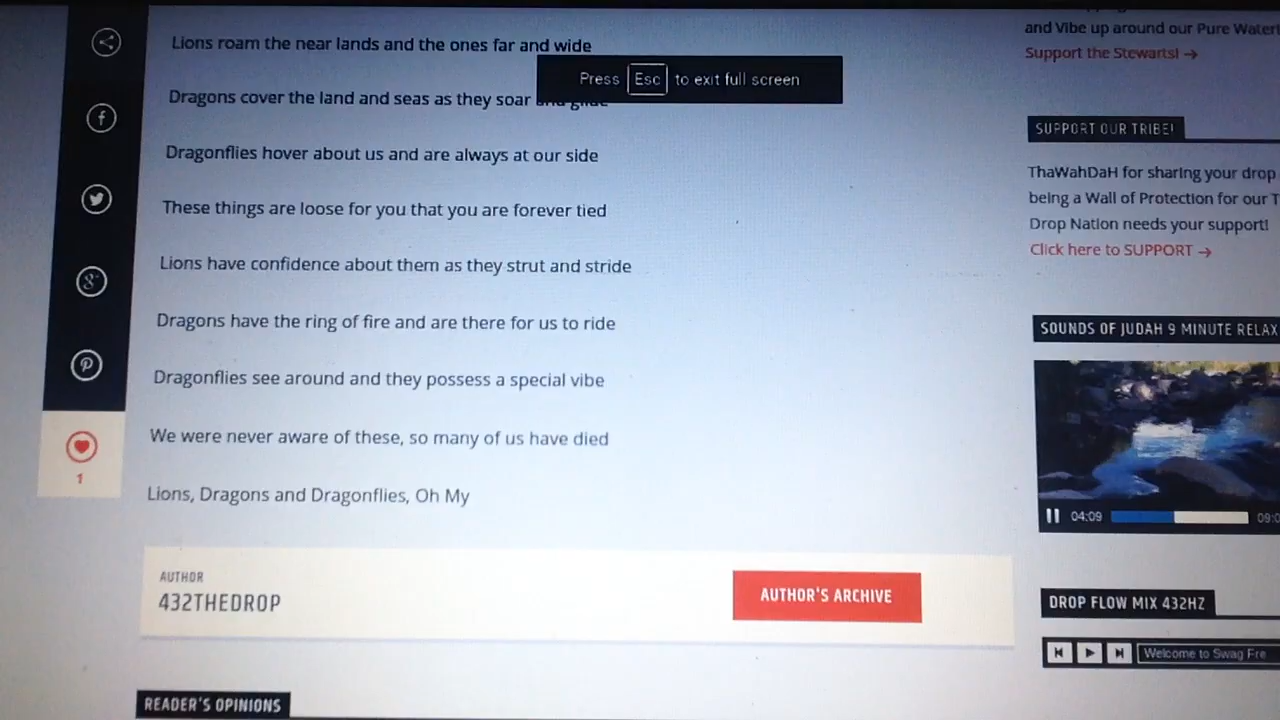 Lions roam the near lands and the ones far and wide
Press Esc to exit full screen
Dragons cover the land and seas as they soar and glide
Dragonflies hover about us and are always at our side
These things are loose for you that you are forever tied
Lions have confidence about them as they strut and stride
Dragons have the ring of fire and are there for us to ride
Dragonflies see around and they possess a special vibe
We were never aware of these, so many of us have died
Lions, Dragons and Dragonflies, Oh My
1
AUTHOR
432THEDROP
AUTHOR'S ARCHIVE
READER'S OPINIONS
and Vibe up around our Pure Water
Support the Stewarts! →
SUPPORT OUR TRIBE!
ThaWahDaH for sharing your drop
being a Wall of Protection for our T
Drop Nation needs your support!
Click here to SUPPORT →
SOUNDS OF JUDAH 9 MINUTE RELAX
04:09 09:0
DROP FLOW MIX 432HZ
Welcome to Swag Fre